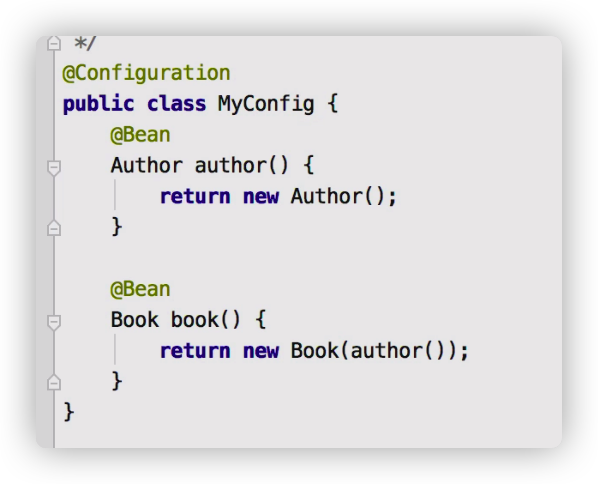 */
@Configuration
public class MyConfig {
    @Bean
    Author author() {
        return new Author();
    }

    @Bean
    Book book() {
        return new Book(author());
    }
}